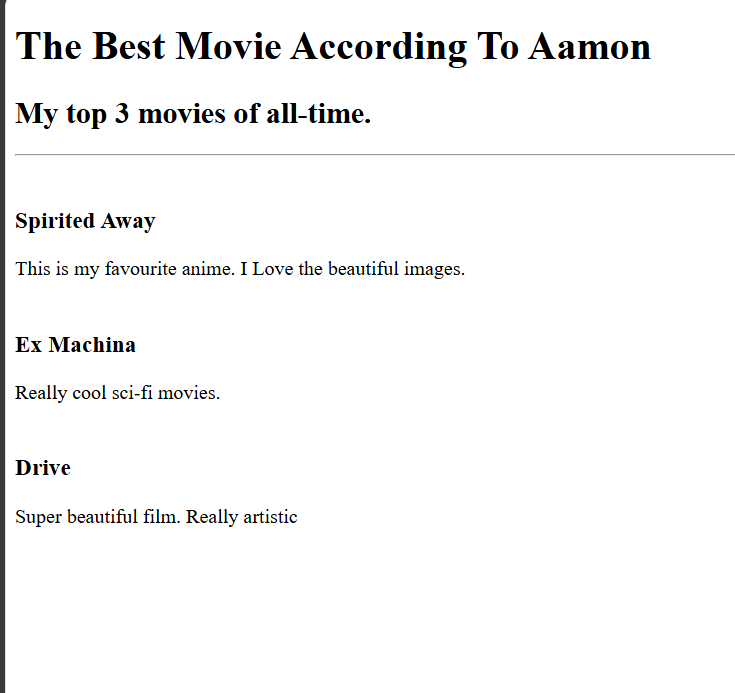 The Best Movie According To Aamon
My top 3 movies of all-time.
Spirited Away
This is my favourite anime. I Love the beautiful images.
Ex Machina
Really cool sci-fi movies.
Drive
Super beautiful film. Really artistic